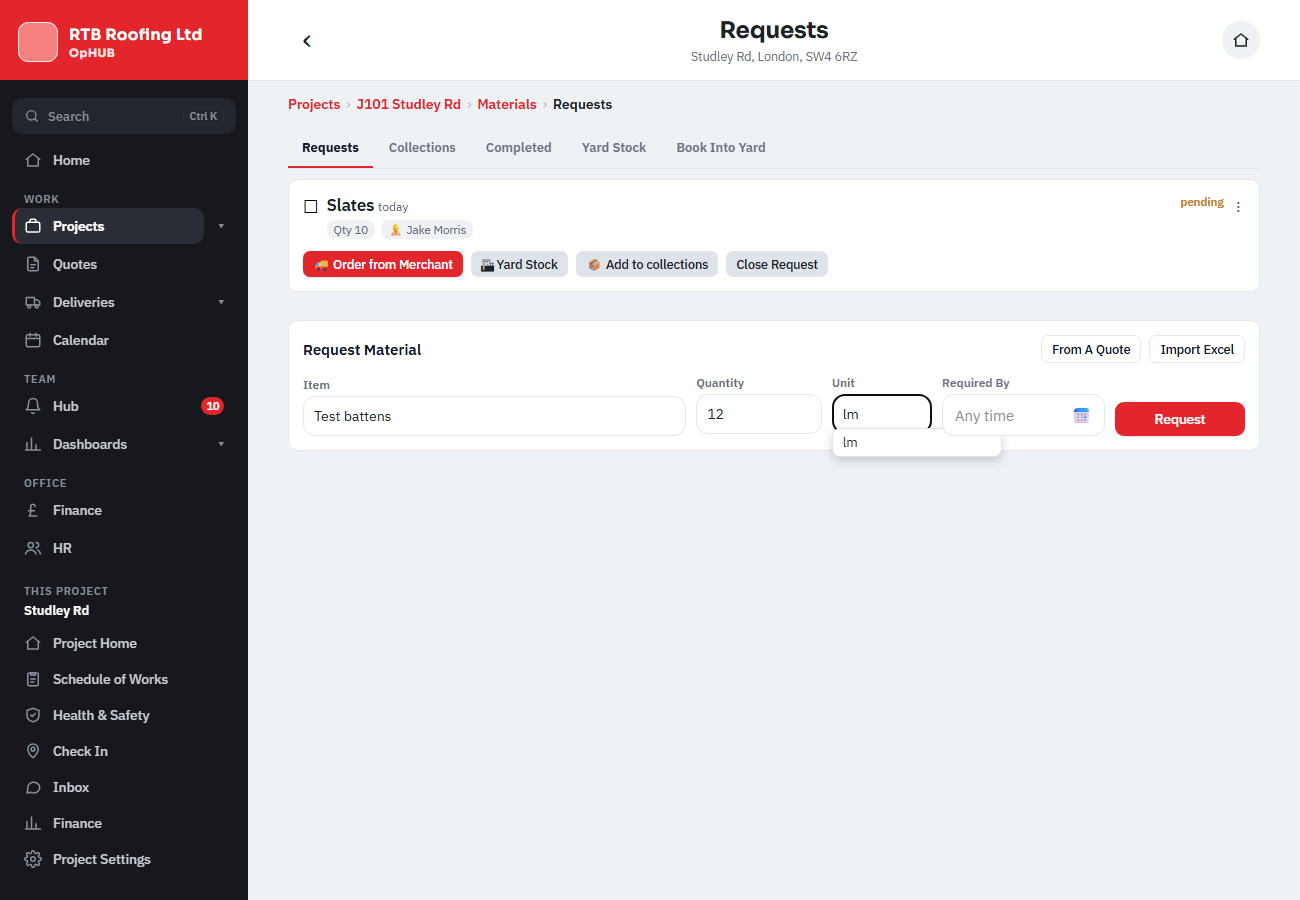 RTB Roofing Ltd
OpHUB
Search Ctrl K
Home
WORK
Projects
Quotes
Deliveries
Calendar
TEAM
Hub 10
Dashboards
OFFICE
Finance
HR
THIS PROJECT
Studley Rd
Project Home
Schedule of Works
Health & Safety
Check In
Inbox
Finance
Project Settings
Requests
Studley Rd, London, SW4 6RZ
Projects › J101 Studley Rd › Materials › Requests
Requests Collections Completed Yard Stock Book Into Yard
Slates today pending
Qty 10 Jake Morris
Order from Merchant Yard Stock Add to collections Close Request
Request Material From A Quote Import Excel
Item Quantity Unit Required By
Test battens 12 lm Any time Request
lm